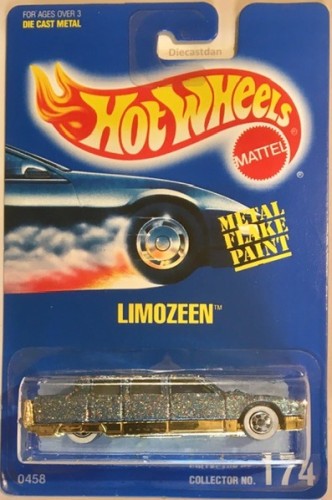 FOR AGES OVER 3
DIE CAST METAL
Diecastdan
HOT WHEELS
MATTEL
®
METAL
FLAKE
PAINT
LIMOZEEN™
0458
COLLECTOR NO. 174